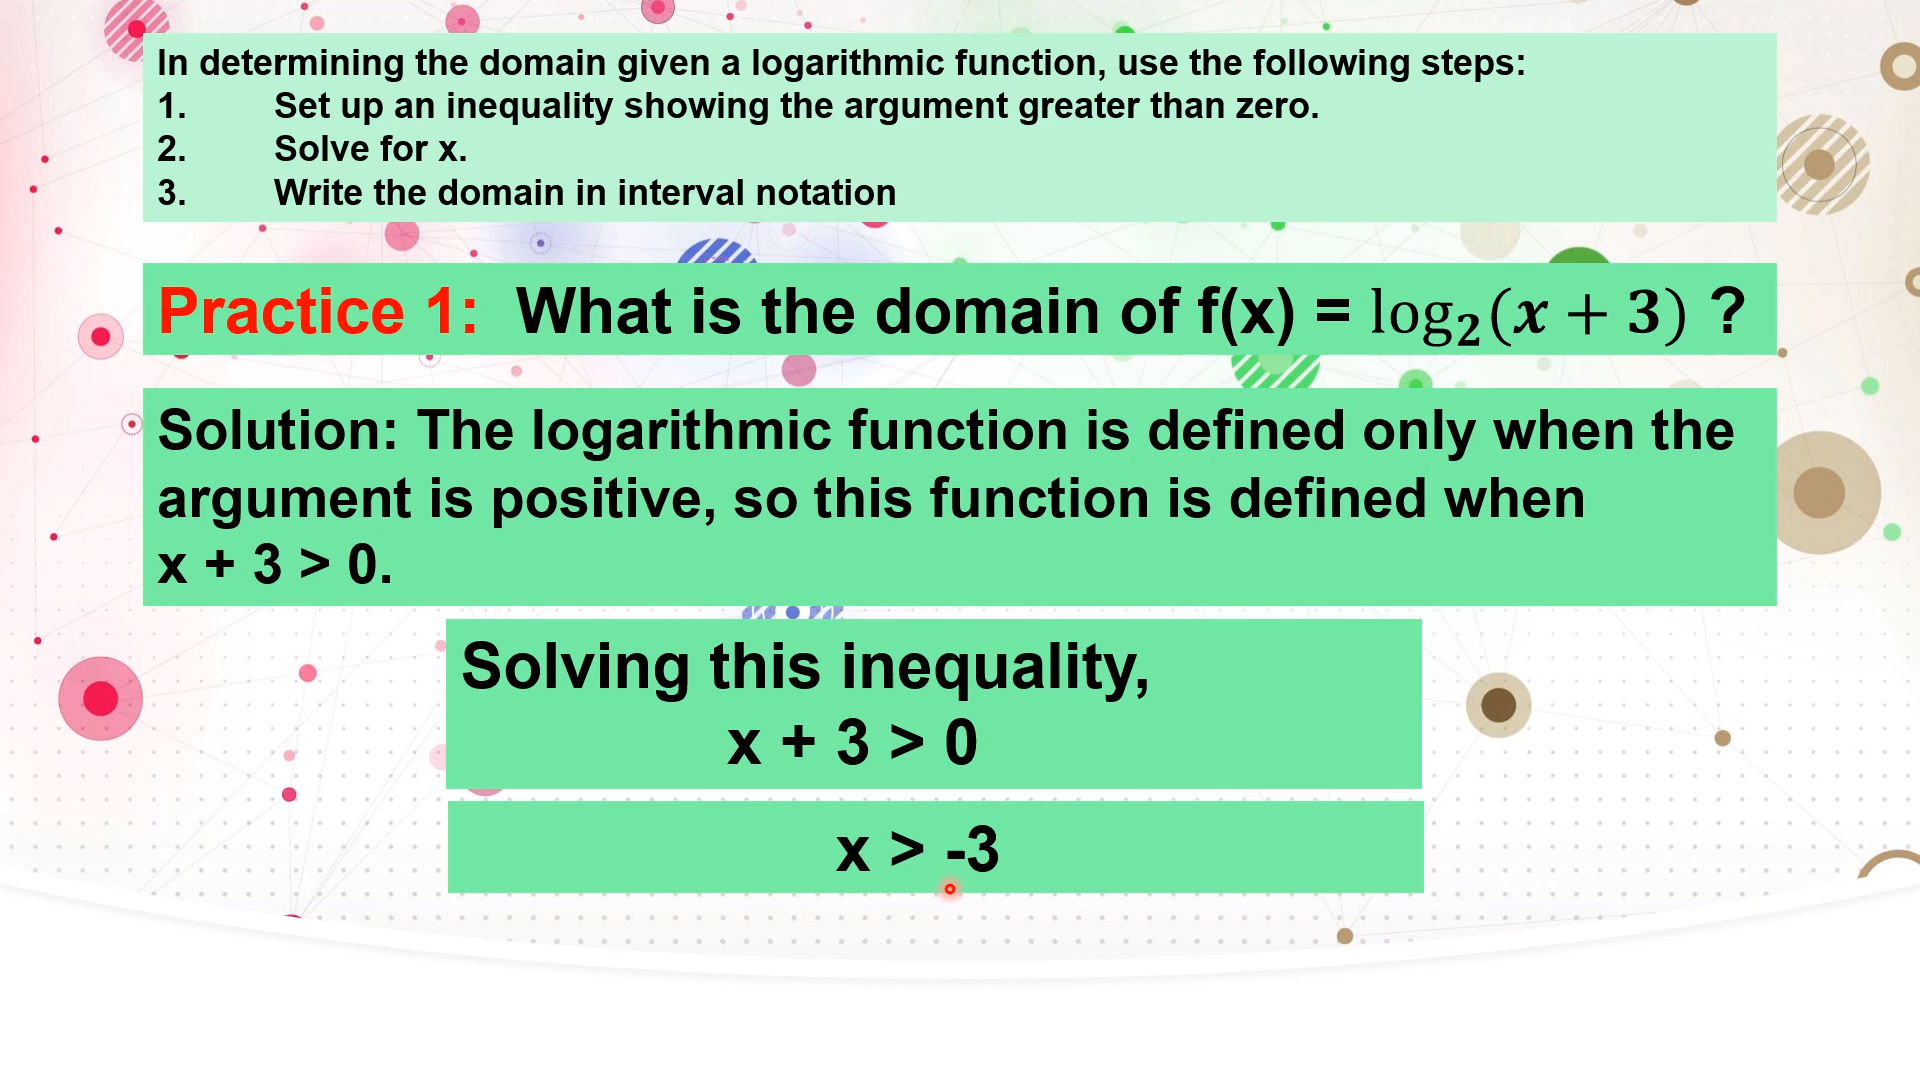 In determining the domain given a logarithmic function, use the following steps:
1. Set up an inequality showing the argument greater than zero.
2. Solve for x.
3. Write the domain in interval notation
Practice 1: What is the domain of f(x) = log₂(x + 3) ?
Solution: The logarithmic function is defined only when the
argument is positive, so this function is defined when
x + 3 > 0.
Solving this inequality,
x + 3 > 0
x > -3